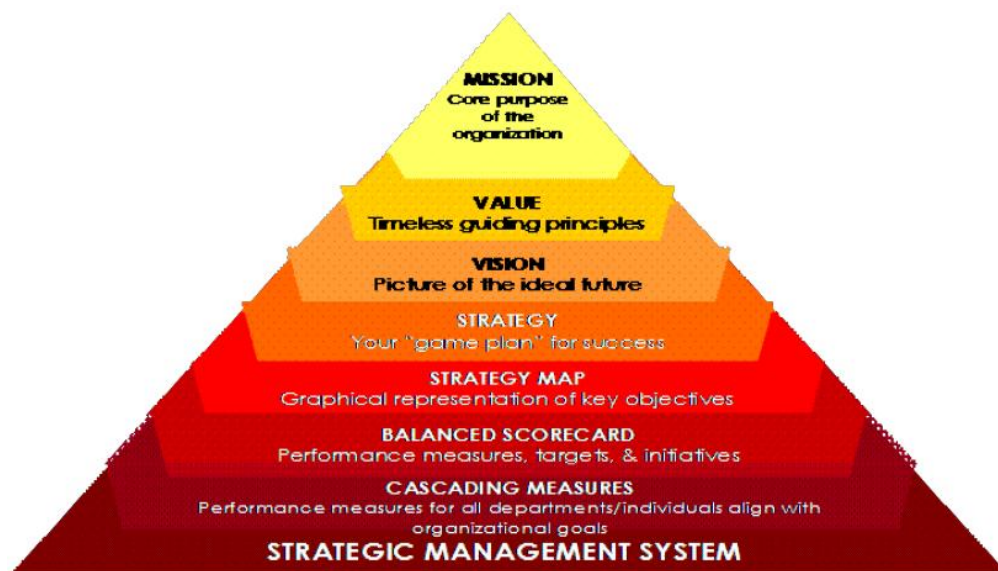 MISSION
Core purpose
of the
organization
VALUE
Timeless guiding principles
VISION
Picture of the ideal future
STRATEGY
Your "game plan" for success
STRATEGY MAP
Graphical representation of key objectives
BALANCED SCORECARD
Performance measures, targets, & initiatives
CASCADING MEASURES
Performance measures for all departments/individuals align with
organizational goals
STRATEGIC MANAGEMENT SYSTEM